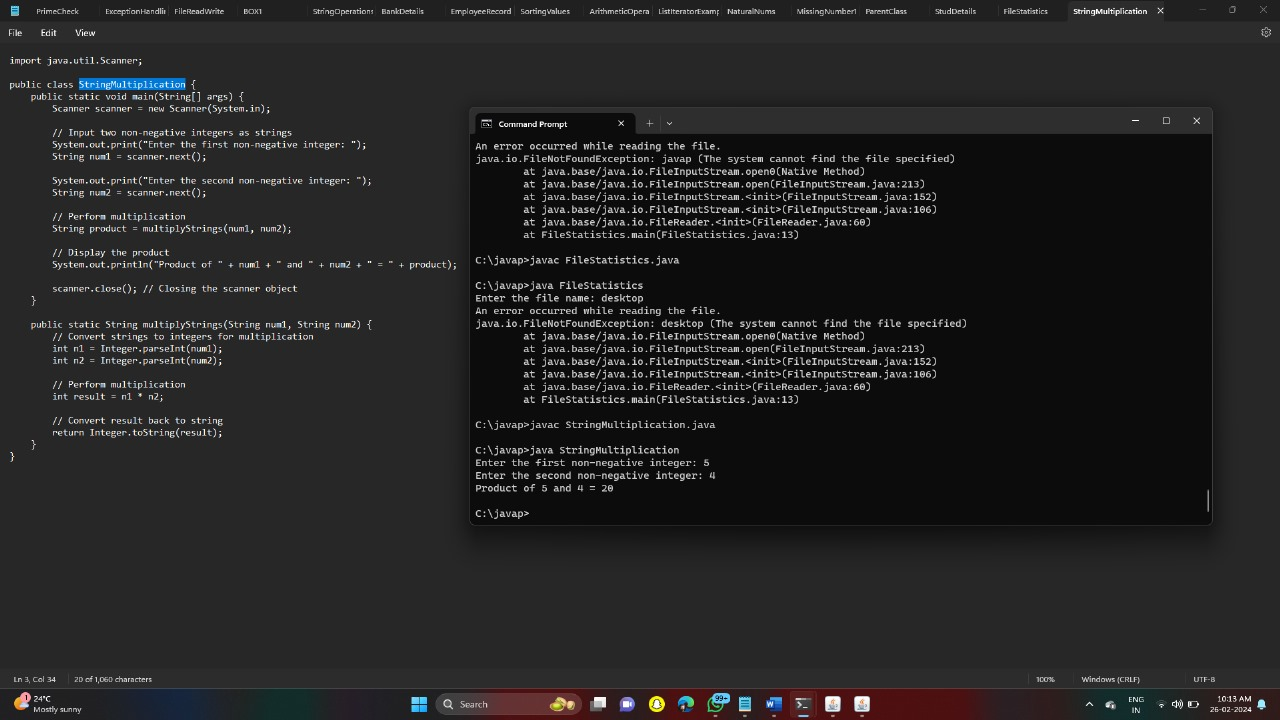 PrimeCheck ExceptionHandlir FileReadWrite BOX1 StringOperations BankDetails EmployeeRecord SortingValues ArithmeticOpera ListIteratorExamp NaturalNums MissingNumber1 ParentClass StudDetails FileStatistics StringMultiplication
File Edit View
import java.util.Scanner;
public class StringMultiplication {
public static void main(String[] args) {
Scanner scanner = new Scanner(System.in);
// Input two non-negative integers as strings
System.out.print("Enter the first non-negative integer: ");
String num1 = scanner.next();
System.out.print("Enter the second non-negative integer: ");
String num2 = scanner.next();
// Perform multiplication
String product = multiplyStrings(num1, num2);
// Display the product
System.out.println("Product of " + num1 + " and " + num2 + " = " + product);
scanner.close(); // Closing the scanner object
}
public static String multiplyStrings(String num1, String num2) {
// Convert strings to integers for multiplication
int n1 = Integer.parseInt(num1);
int n2 = Integer.parseInt(num2);
// Perform multiplication
int result = n1 * n2;
// Convert result back to string
return Integer.toString(result);
}
}
Command Prompt
An error occurred while reading the file.
java.io.FileNotFoundException: javap (The system cannot find the file specified)
at java.base/java.io.FileInputStream.open0(Native Method)
at java.base/java.io.FileInputStream.open(FileInputStream.java:213)
at java.base/java.io.FileInputStream.<init>(FileInputStream.java:152)
at java.base/java.io.FileInputStream.<init>(FileInputStream.java:106)
at java.base/java.io.FileReader.<init>(FileReader.java:60)
at FileStatistics.main(FileStatistics.java:13)
C:\javap>javac FileStatistics.java
C:\javap>java FileStatistics
Enter the file name: desktop
An error occurred while reading the file.
java.io.FileNotFoundException: desktop (The system cannot find the file specified)
at java.base/java.io.FileInputStream.open0(Native Method)
at java.base/java.io.FileInputStream.open(FileInputStream.java:213)
at java.base/java.io.FileInputStream.<init>(FileInputStream.java:152)
at java.base/java.io.FileInputStream.<init>(FileInputStream.java:106)
at java.base/java.io.FileReader.<init>(FileReader.java:60)
at FileStatistics.main(FileStatistics.java:13)
C:\javap>javac StringMultiplication.java
C:\javap>java StringMultiplication
Enter the first non-negative integer: 5
Enter the second non-negative integer: 4
Product of 5 and 4 = 20
C:\javap>
Ln 3, Col 34 20 of 1,060 characters 100% Windows (CRLF) UTF-8
1 24°C
Mostly sunny
Search
99+
ENG
IN
10:13 AM
26-02-2024